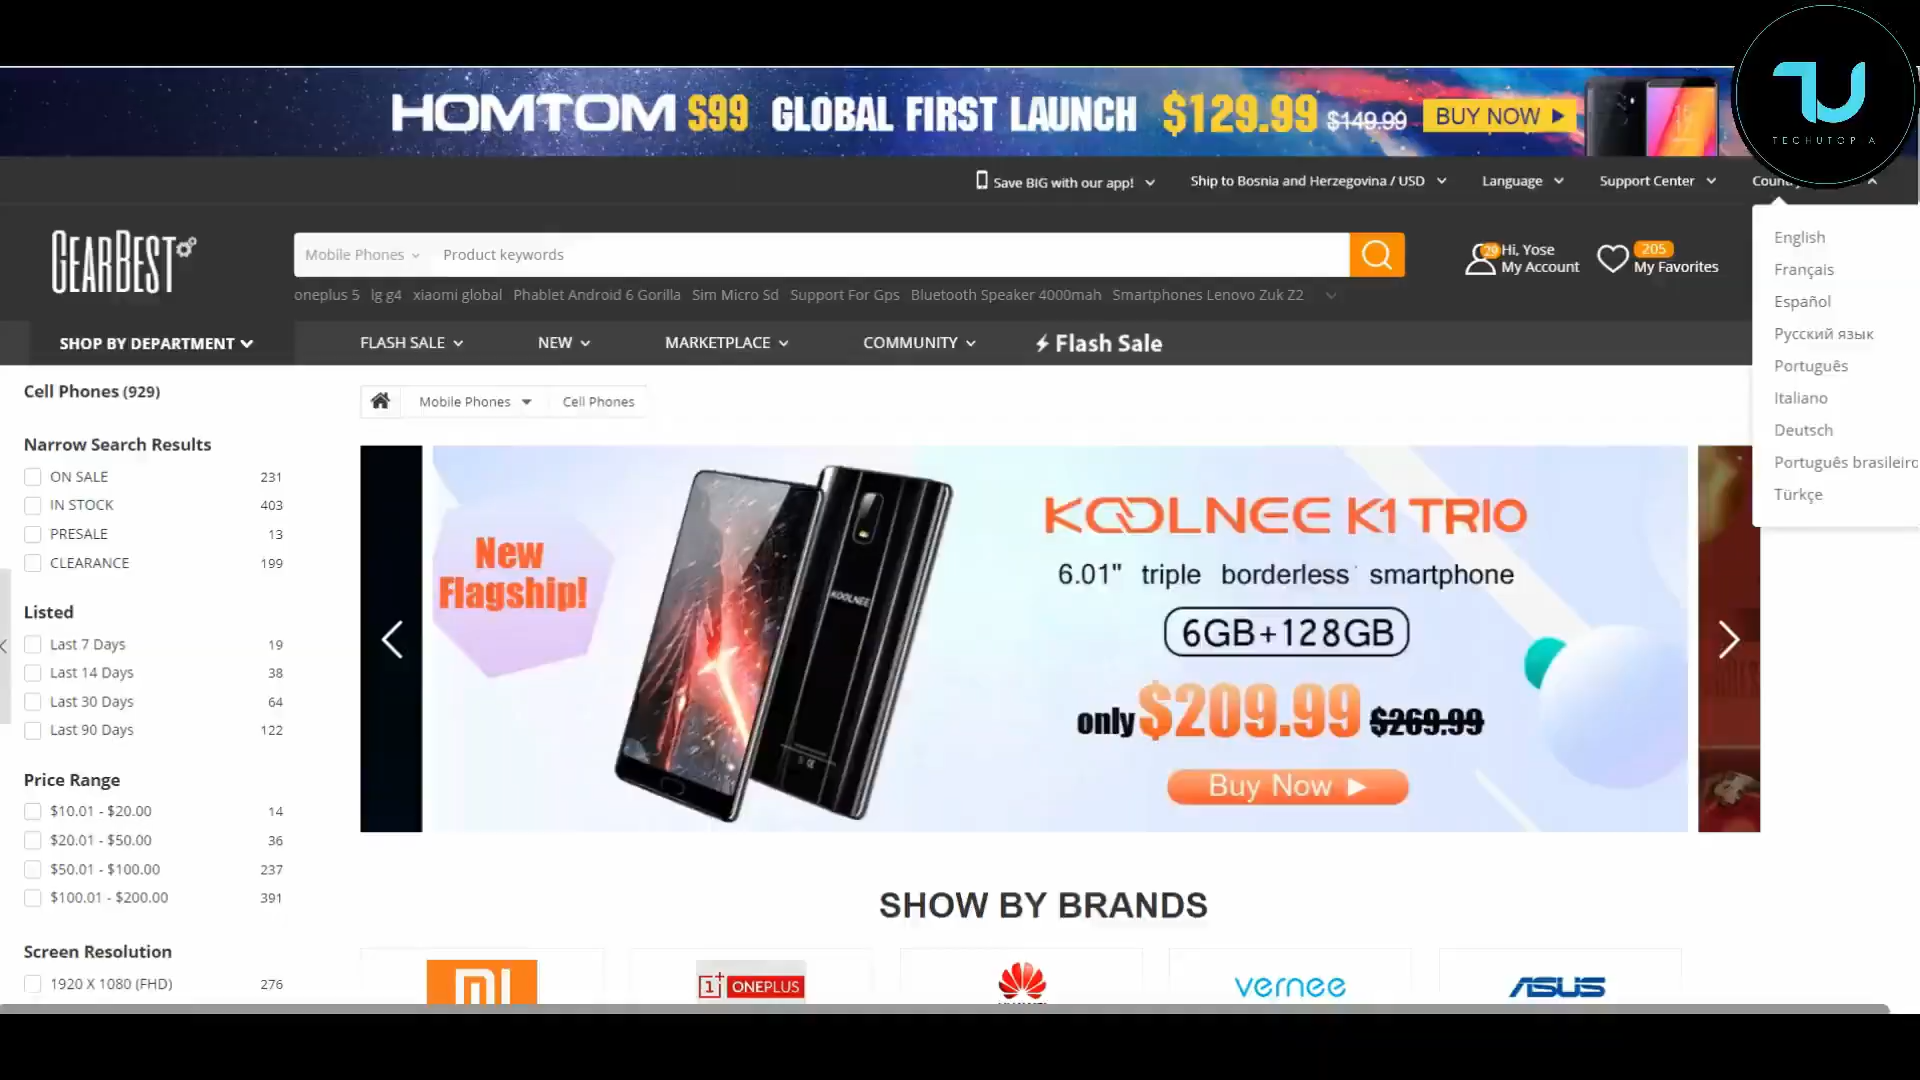 HOMTOM S99 GLOBAL FIRST LAUNCH $129.99 $149.99 BUY NOW
TECHUTOPIA
Save BIG with our app! Ship to Bosnia and Herzegovina / USD Language Support Center
English
Français
Español
Русский язык
Português
Italiano
Deutsch
Português brasileiro
Türkçe
GEARBEST
Mobile Phones Product keywords
29 Hi, Yose
My Account
205
My Favorites
oneplus 5 lg g4 xiaomi global Phablet Android 6 Gorilla Sim Micro Sd Support For Gps Bluetooth Speaker 4000mah Smartphones Lenovo Zuk Z2
SHOP BY DEPARTMENT FLASH SALE NEW MARKETPLACE COMMUNITY Flash Sale
Cell Phones (929)
Narrow Search Results
ON SALE 231
IN STOCK 403
PRESALE 13
CLEARANCE 199
Listed
Last 7 Days 19
Last 14 Days 38
Last 30 Days 64
Last 90 Days 122
Price Range
$10.01 - $20.00 14
$20.01 - $50.00 36
$50.01 - $100.00 237
$100.01 - $200.00 391
Screen Resolution
1920 X 1080 (FHD) 276
Mobile Phones Cell Phones
New
Flagship!
KOOLNEE
KOOLNEE K1 TRIO
6.01" triple borderless smartphone
6GB+128GB
only $209.99 $269.99
Buy Now
SHOW BY BRANDS
mi
1+ ONEPLUS
vernee
ASUS